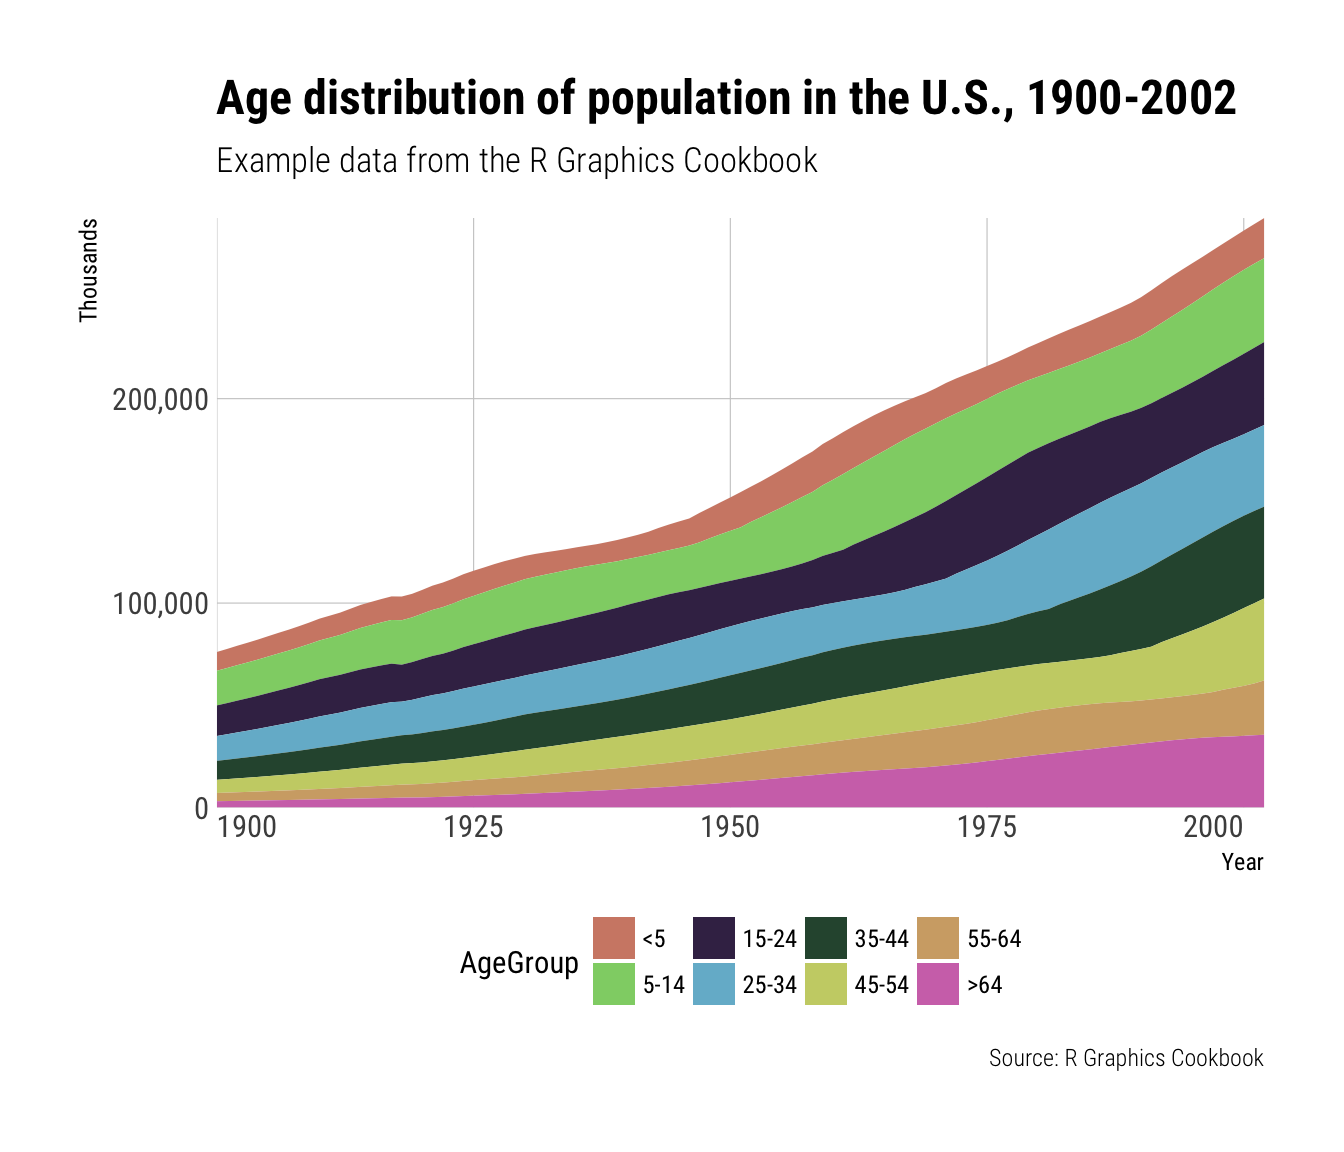 Age distribution of population in the U.S., 1900-2002
Example data from the R Graphics Cookbook
Thousands
200,000
100,000
0
1900 1925 1950 1975 2000
Year
AgeGroup
<5 15-24 35-44 55-64
5-14 25-34 45-54 >64
Source: R Graphics Cookbook